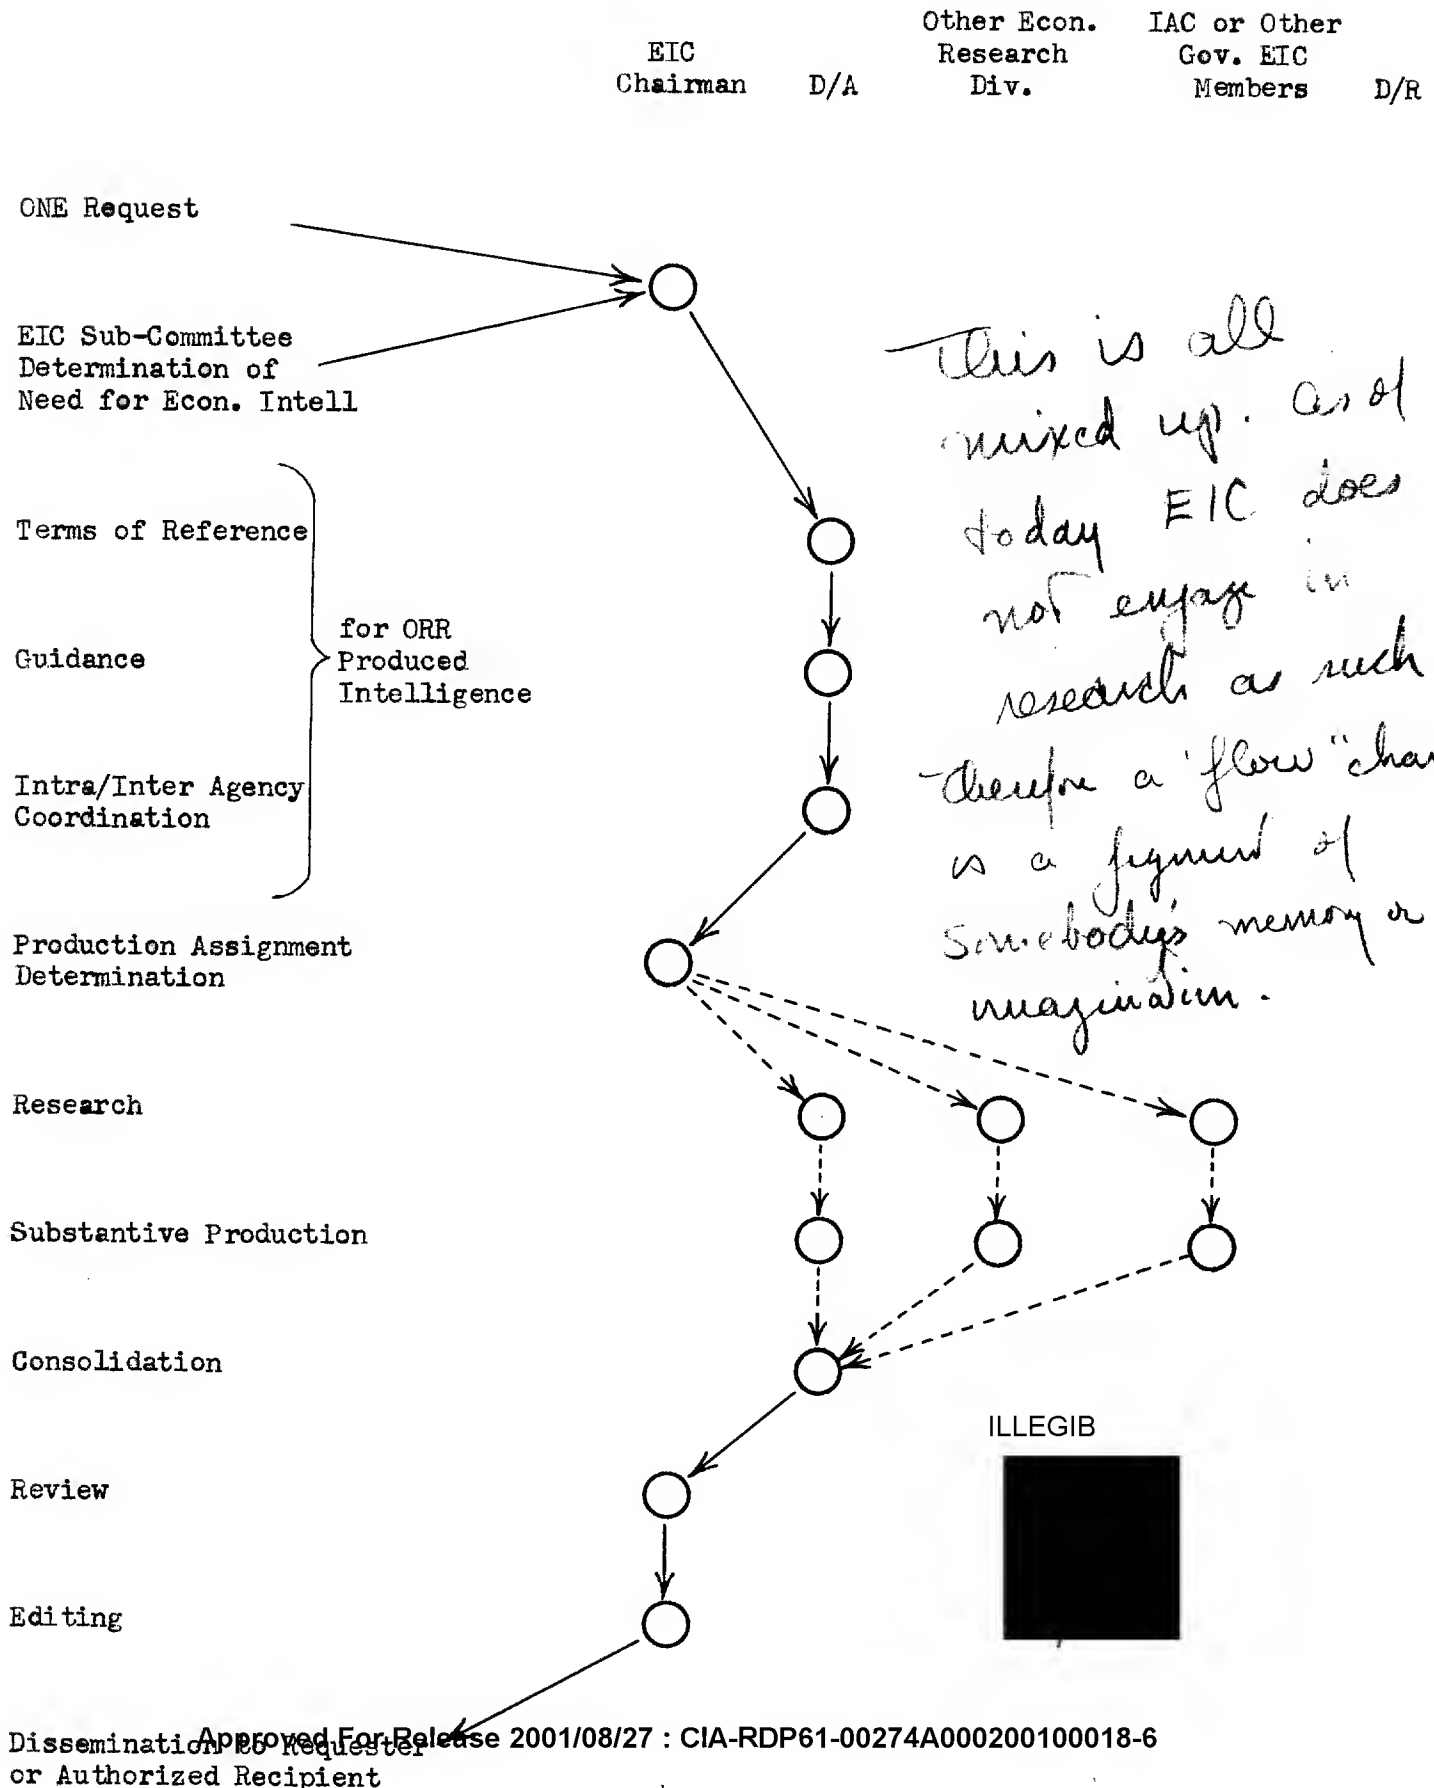 Other Econ. IAC or Other
EIC Research Gov. EIC
Chairman D/A Div. Members D/R
ONE Request
EIC Sub-Committee
Determination of
Need for Econ. Intell
This is all
mixed up. As of
today EIC does
not engage in
research as such
Therefore a "flow" char
is a figment of
Somebody's memory or
imagination.
Terms of Reference
for ORR
Guidance
Produced
Intelligence
Intra/Inter Agency
Coordination
Production Assignment
Determination
Research
Substantive Production
Consolidation
ILLEGIB
Review
Editing
Dissemination to Requester
or Authorized Recipient
Approved For Release 2001/08/27 : CIA-RDP61-00274A000200100018-6